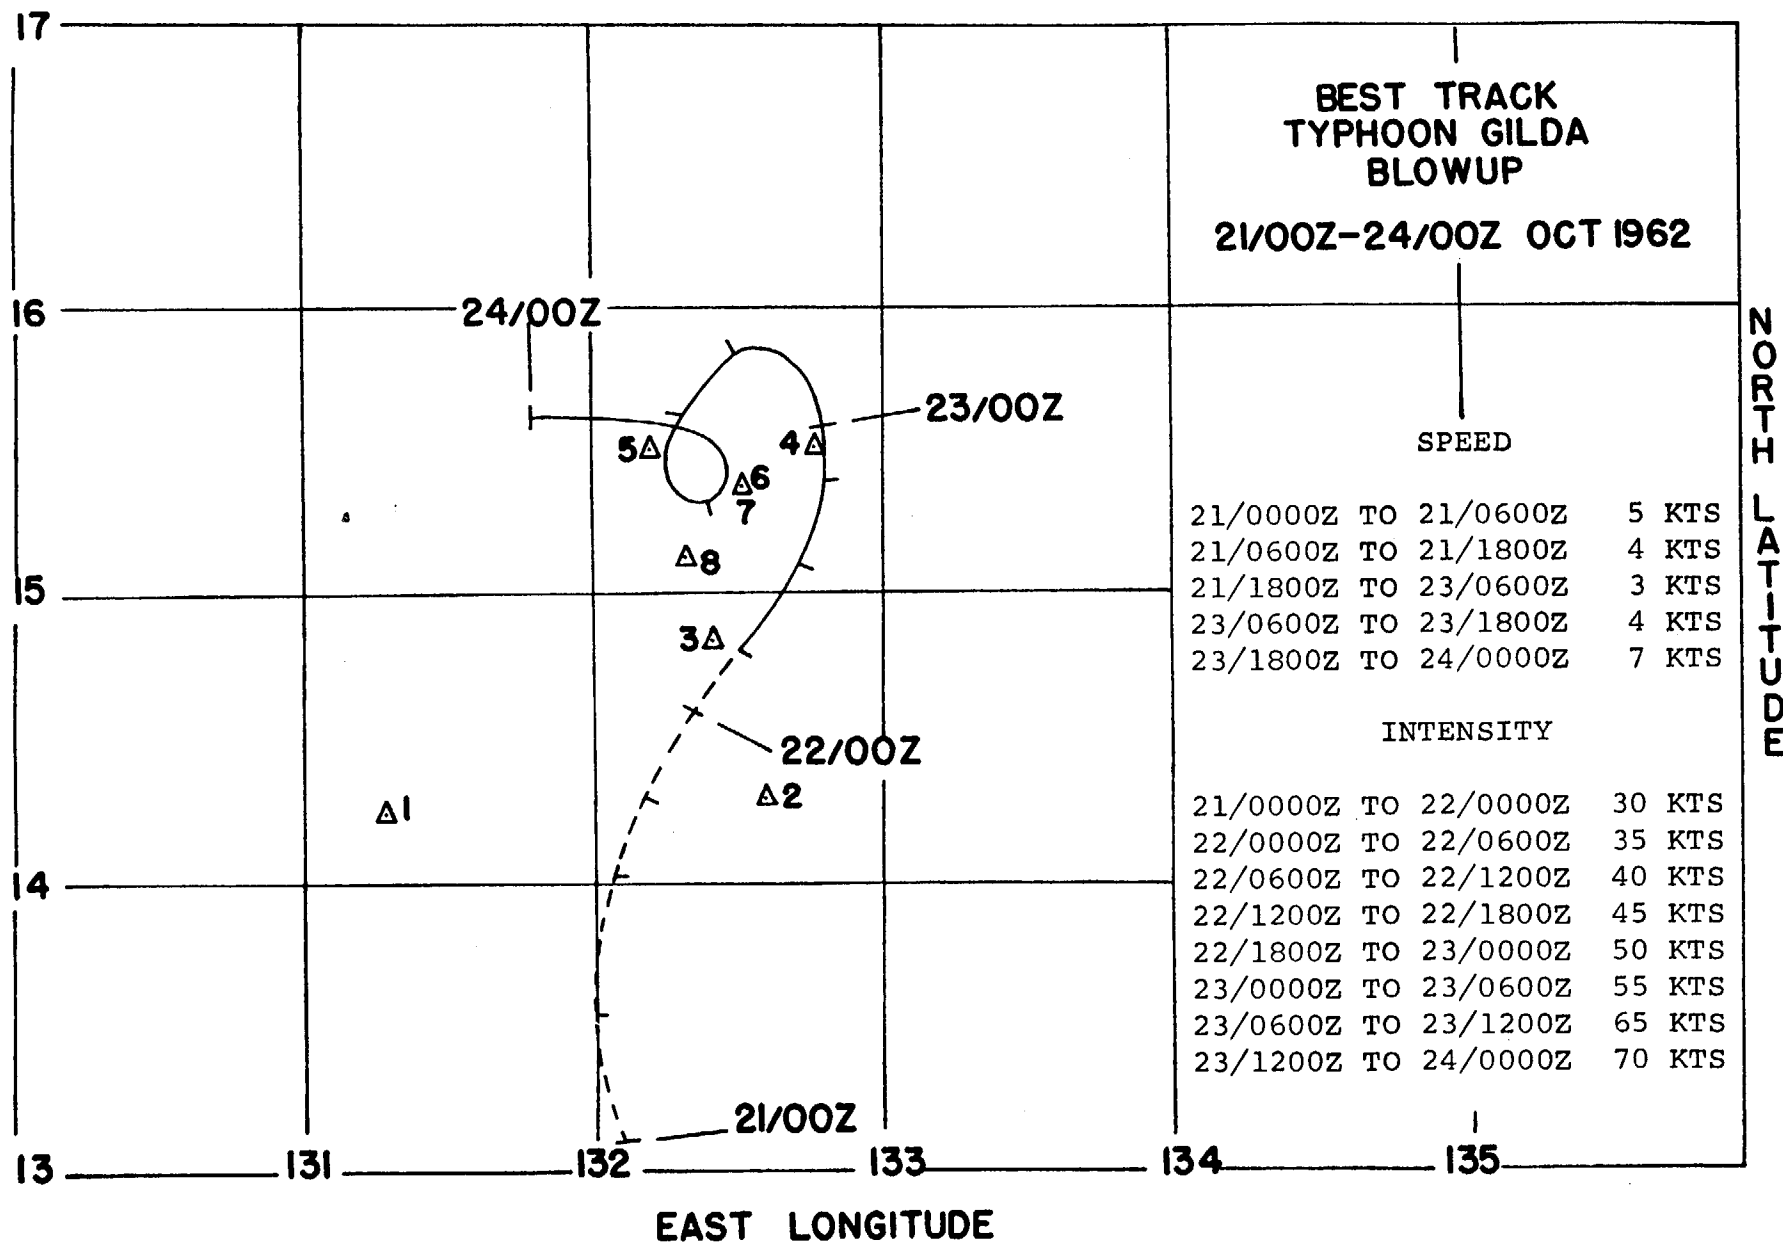 17
BEST TRACK
TYPHOON GILDA
BLOWUP
21/00Z-24/00Z OCT 1962
16
24/00Z
NORTH LATITUDE
23/00Z
5
4
6
7
8
SPEED
21/0000Z TO 21/0600Z 5 KTS
21/0600Z TO 21/1800Z 4 KTS
21/1800Z TO 23/0600Z 3 KTS
23/0600Z TO 23/1800Z 4 KTS
23/1800Z TO 24/0000Z 7 KTS
15
3
22/00Z
2
1
INTENSITY
21/0000Z TO 22/0000Z 30 KTS
22/0000Z TO 22/0600Z 35 KTS
22/0600Z TO 22/1200Z 40 KTS
22/1200Z TO 22/1800Z 45 KTS
22/1800Z TO 23/0000Z 50 KTS
23/0000Z TO 23/0600Z 55 KTS
23/0600Z TO 23/1200Z 65 KTS
23/1200Z TO 24/0000Z 70 KTS
14
21/00Z
13
131
132
133
134
135
EAST LONGITUDE